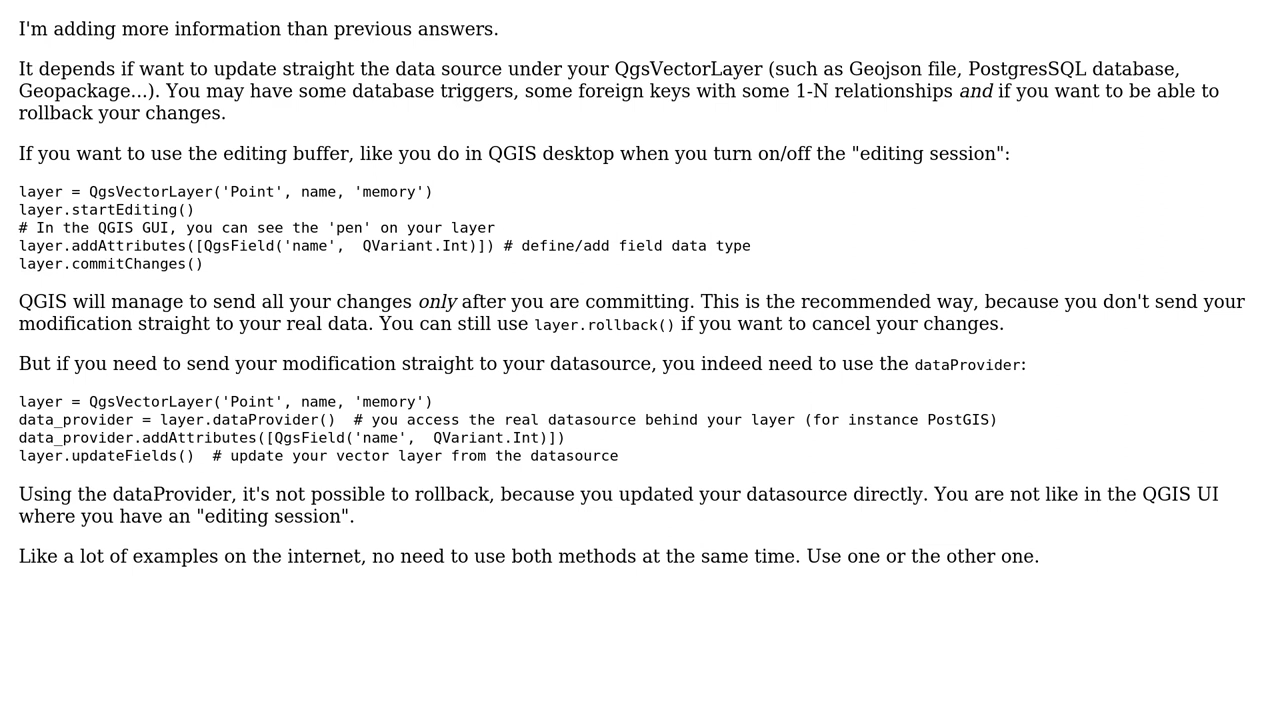 I'm adding more information than previous answers.
It depends if want to update straight the data source under your QgsVectorLayer (such as Geojson file, PostgresSQL database,
Geopackage...). You may have some database triggers, some foreign keys with some 1-N relationships and if you want to be able to
rollback your changes.
If you want to use the editing buffer, like you do in QGIS desktop when you turn on/off the "editing session":
layer = QgsVectorLayer('Point', name, 'memory')
layer.startEditing()
# In the QGIS GUI, you can see the 'pen' on your layer
layer.addAttributes([QgsField('name',  QVariant.Int)]) # define/add field data type
layer.commitChanges()
QGIS will manage to send all your changes only after you are committing. This is the recommended way, because you don't send your
modification straight to your real data. You can still use layer.rollback() if you want to cancel your changes.
But if you need to send your modification straight to your datasource, you indeed need to use the dataProvider:
layer = QgsVectorLayer('Point', name, 'memory')
data_provider = layer.dataProvider()  # you access the real datasource behind your layer (for instance PostGIS)
data_provider.addAttributes([QgsField('name',  QVariant.Int)])
layer.updateFields()  # update your vector layer from the datasource
Using the dataProvider, it's not possible to rollback, because you updated your datasource directly. You are not like in the QGIS UI
where you have an "editing session".
Like a lot of examples on the internet, no need to use both methods at the same time. Use one or the other one.